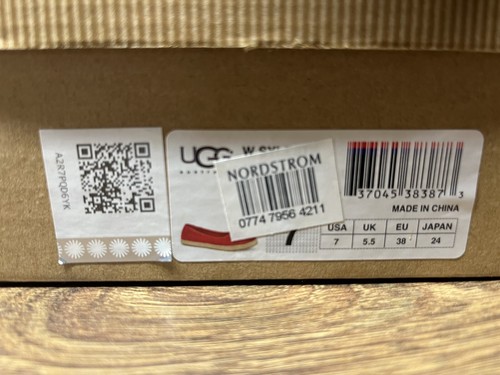 A2R7PQD6YK
UGG
NORDSTROM
0774 7956 4211
37045 38387 3
MADE IN CHINA
USA UK EU JAPAN
7 5.5 38 24